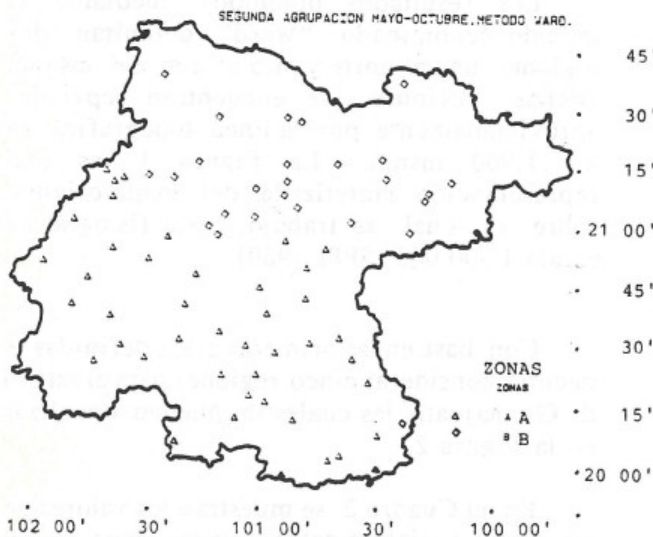 SEGUNDA AGRUPACION MAYO-OCTUBRE. METODO WARD.
45'
30'
15'
21 00'
45'
30'
ZONAS
ZONAS
15'
A
B
20 00'
102 00' 30' 101 00' 30' 100 00'